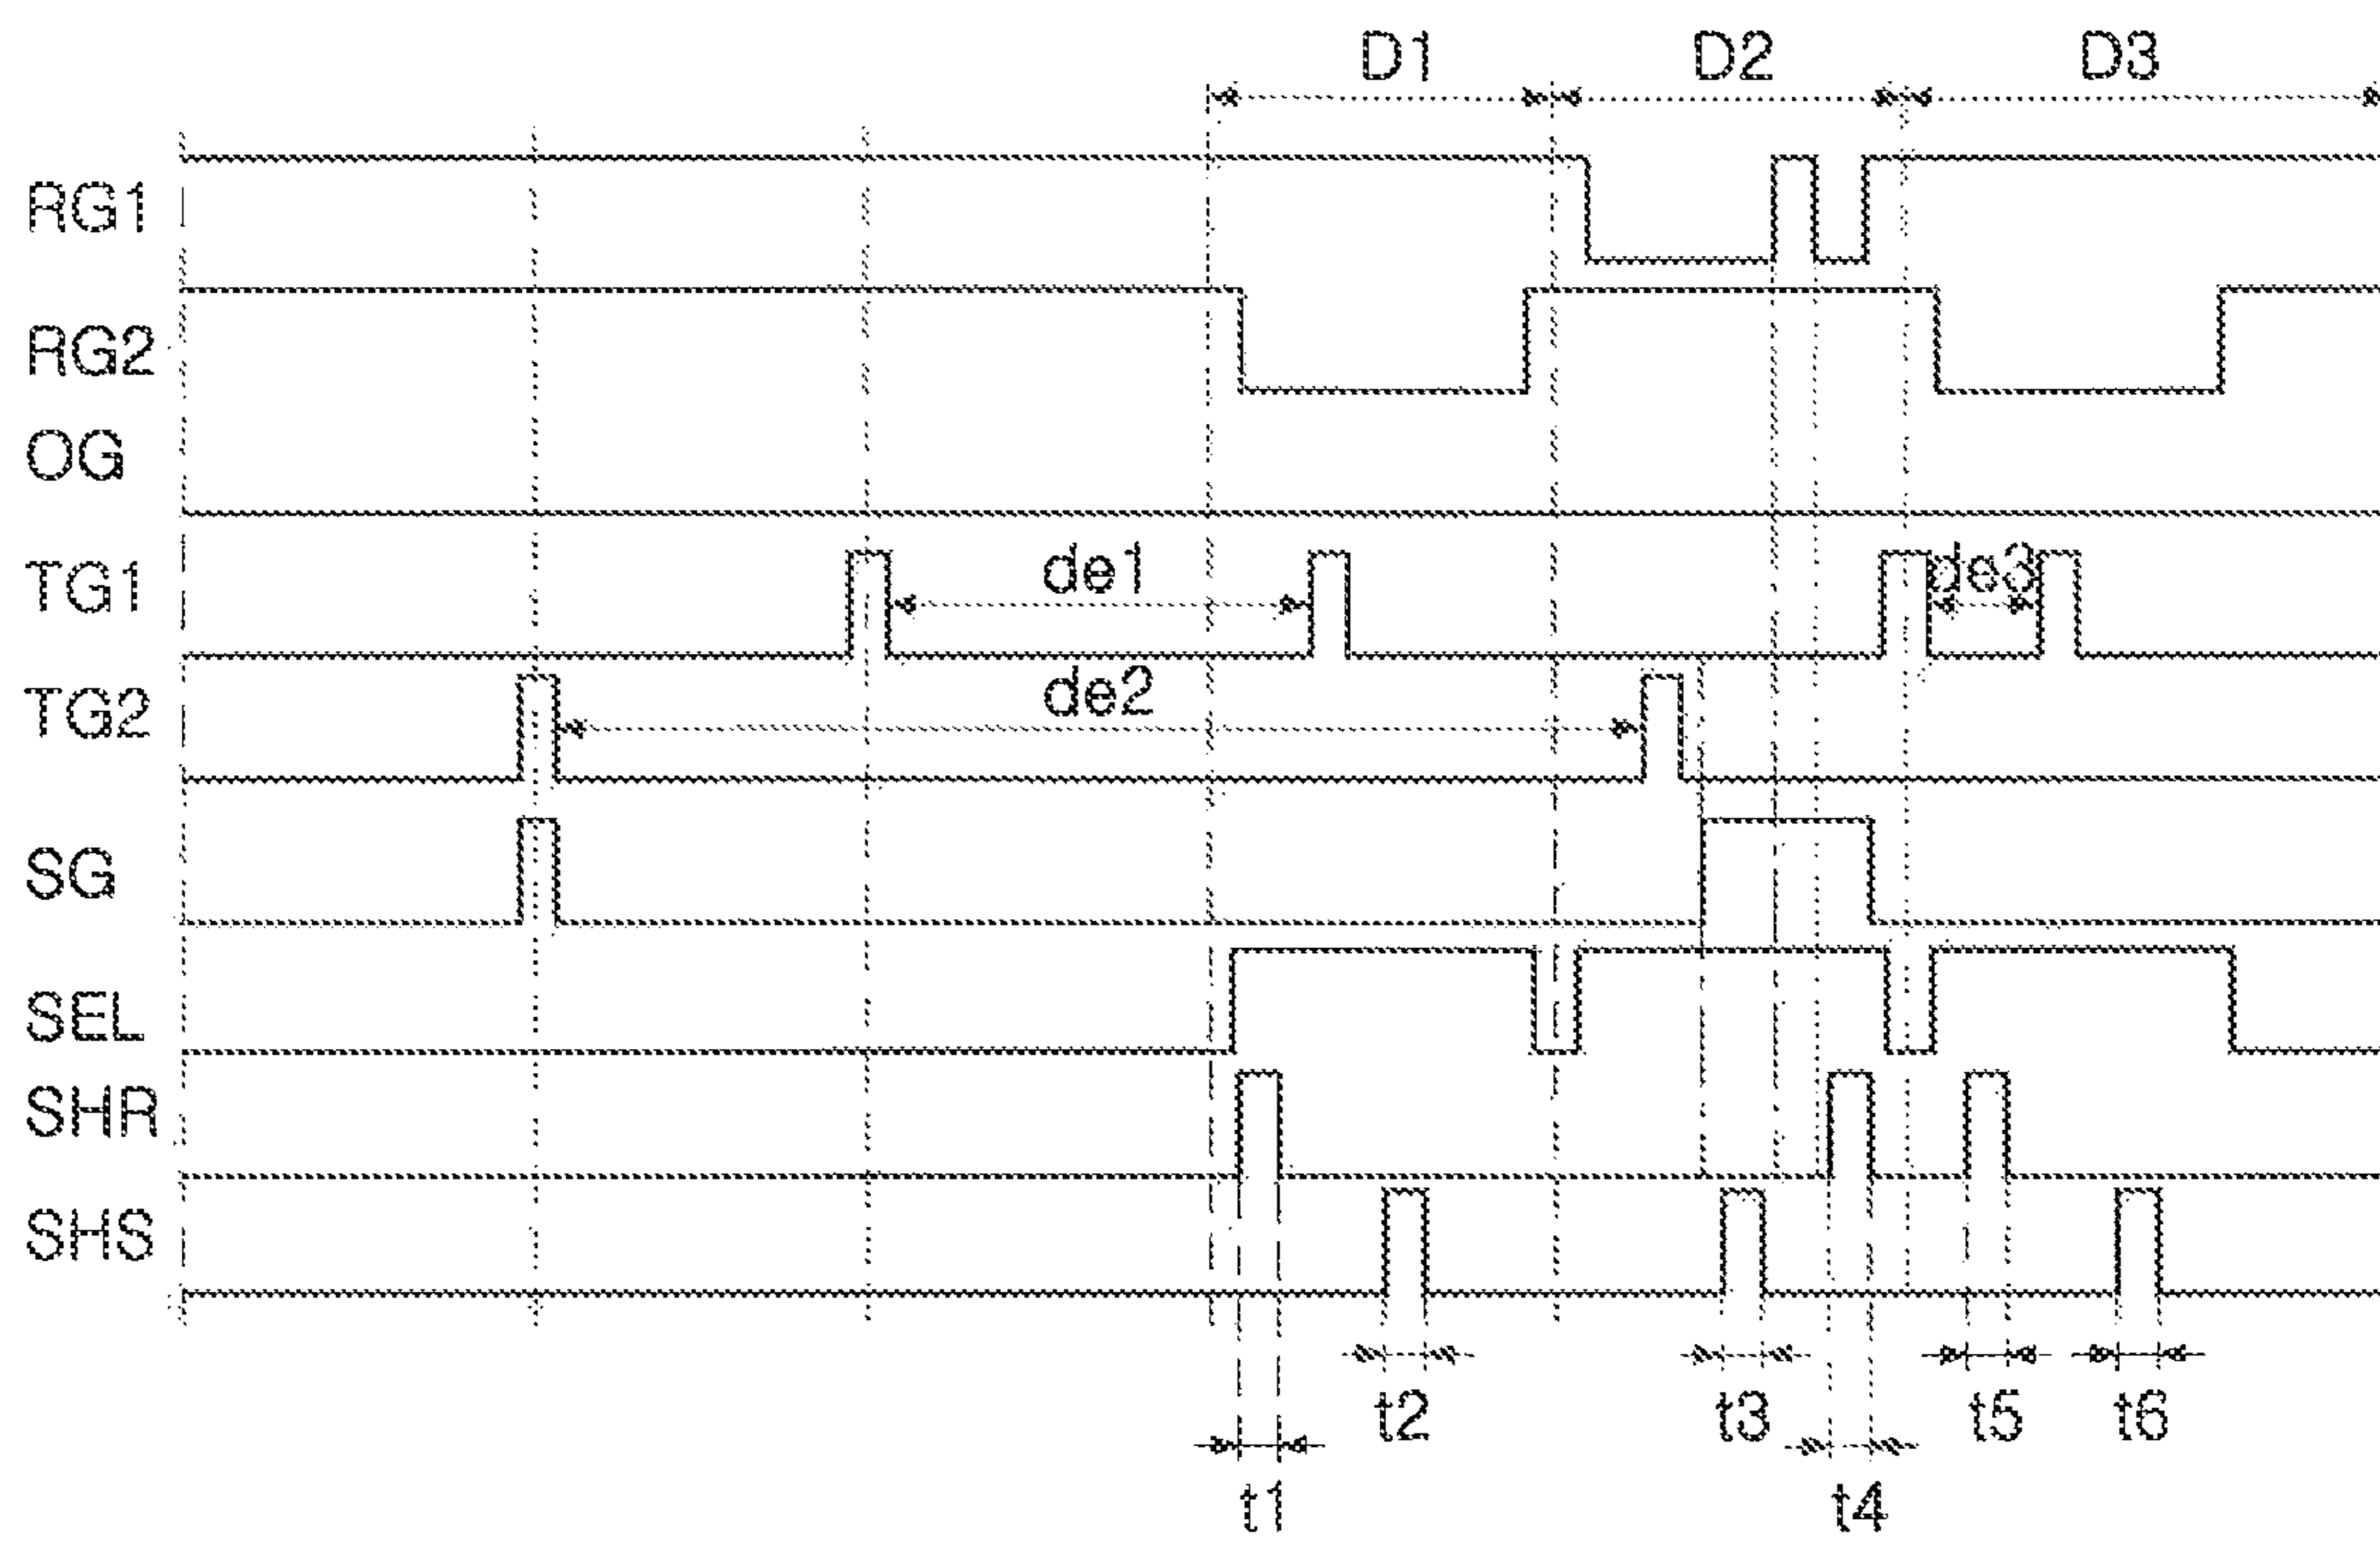 D1 D2 D3
RG1
RG2
OG
TG1 de1 de3
TG2 de2
SG
SEL
SHR
SHS
t2 t3 t5 t6
t1 t4